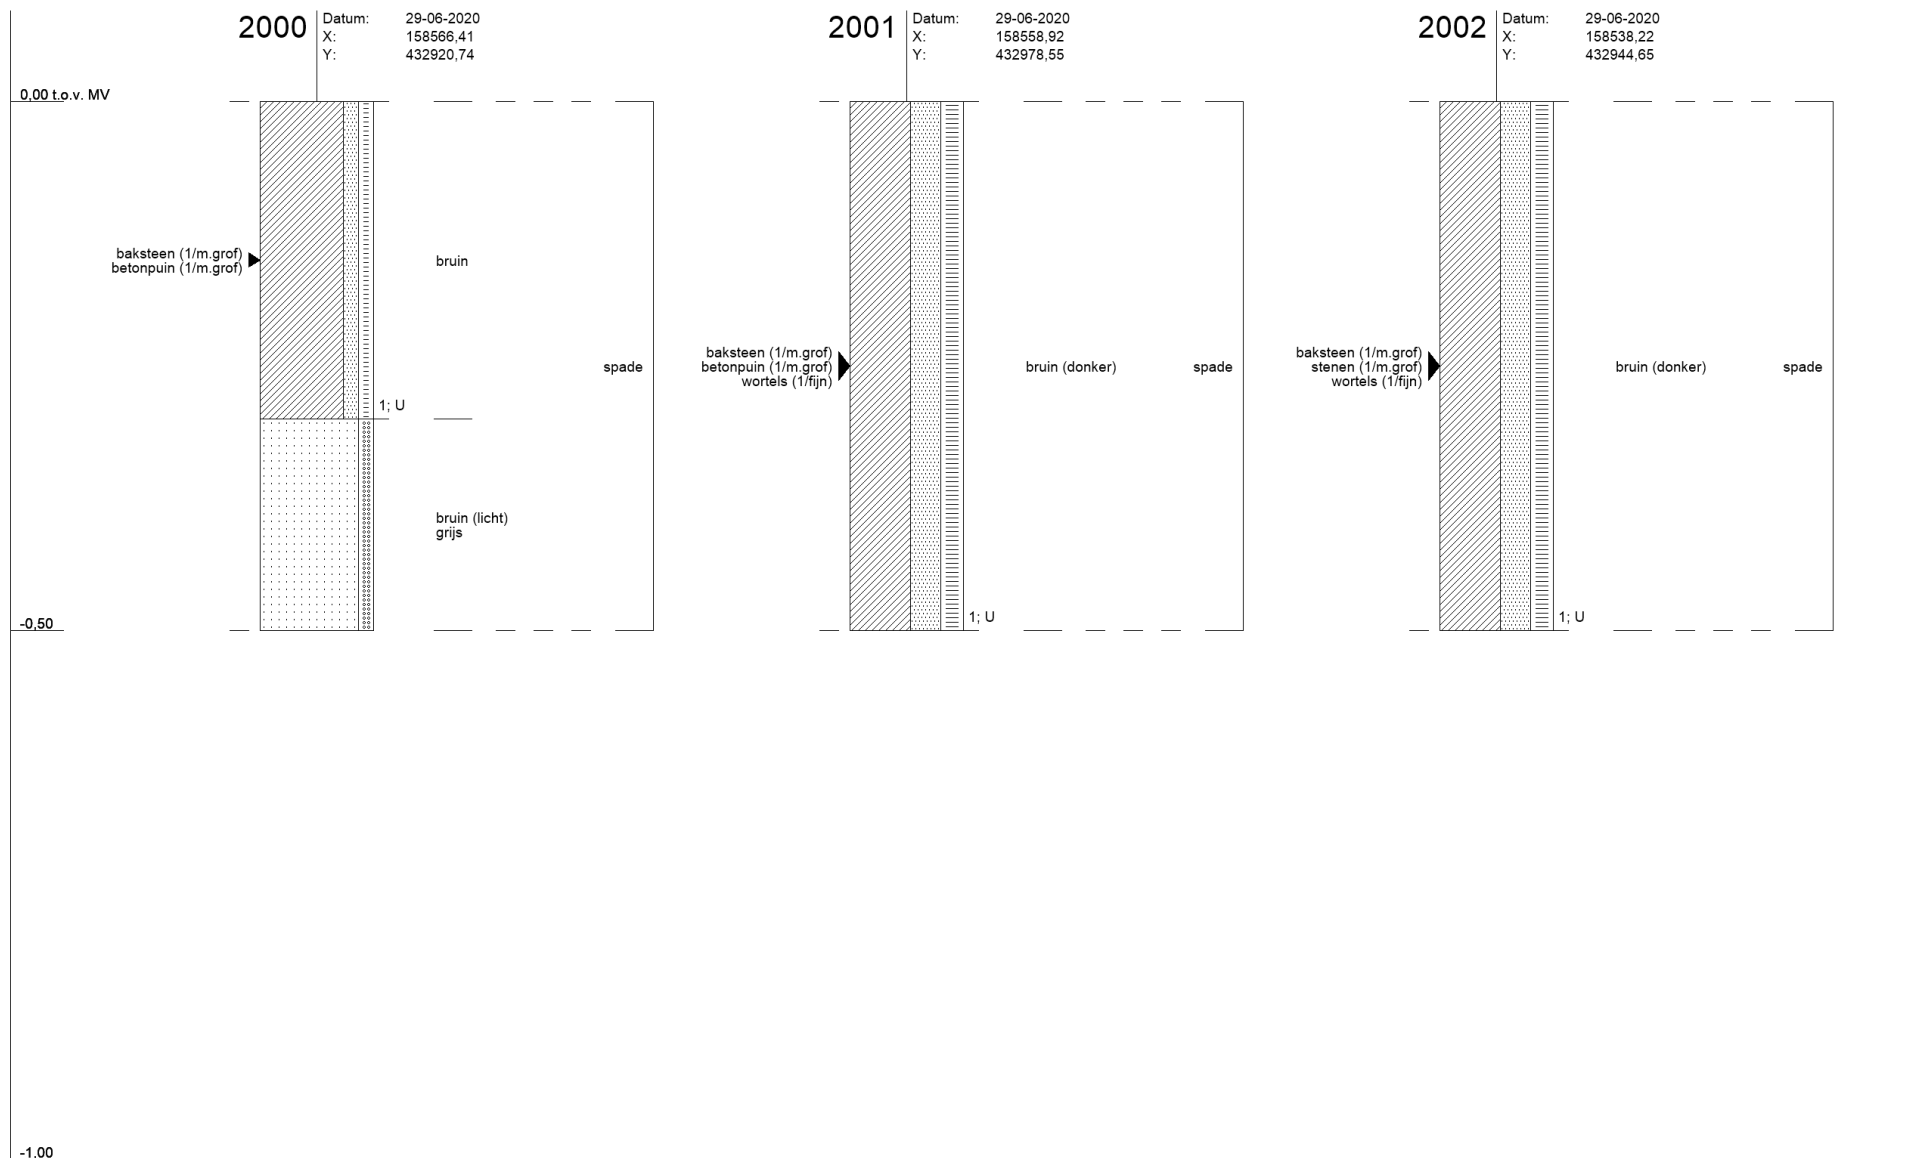 2000
Datum: 29-06-2020
X: 158566,41
Y: 432920,74
2001
Datum: 29-06-2020
X: 158558,92
Y: 432978,55
2002
Datum: 29-06-2020
X: 158538,22
Y: 432944,65
0,00 t.o.v. MV
baksteen (1/m.grof)
betonpuin (1/m.grof)
bruin
spade
1; U
bruin (licht)
grijs
baksteen (1/m.grof)
betonpuin (1/m.grof)
wortels (1/fijn)
bruin (donker)
spade
1; U
baksteen (1/m.grof)
stenen (1/m.grof)
wortels (1/fijn)
bruin (donker)
spade
1; U
-0,50
-1,00